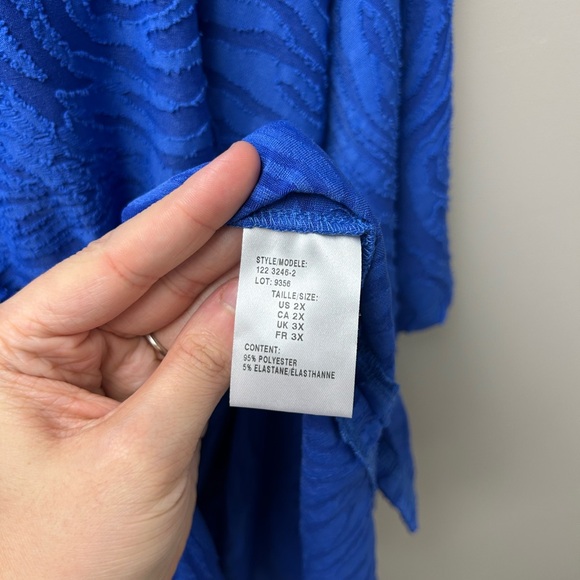 STYLE/MODELE:
122 3246-2
LOT: 9356
TAILLE/SIZE:
US 2X
CA 2X
UK 3X
FR 3X
CONTENT:
95% POLYESTER
5% ELASTANE/ÉLASTHANNE